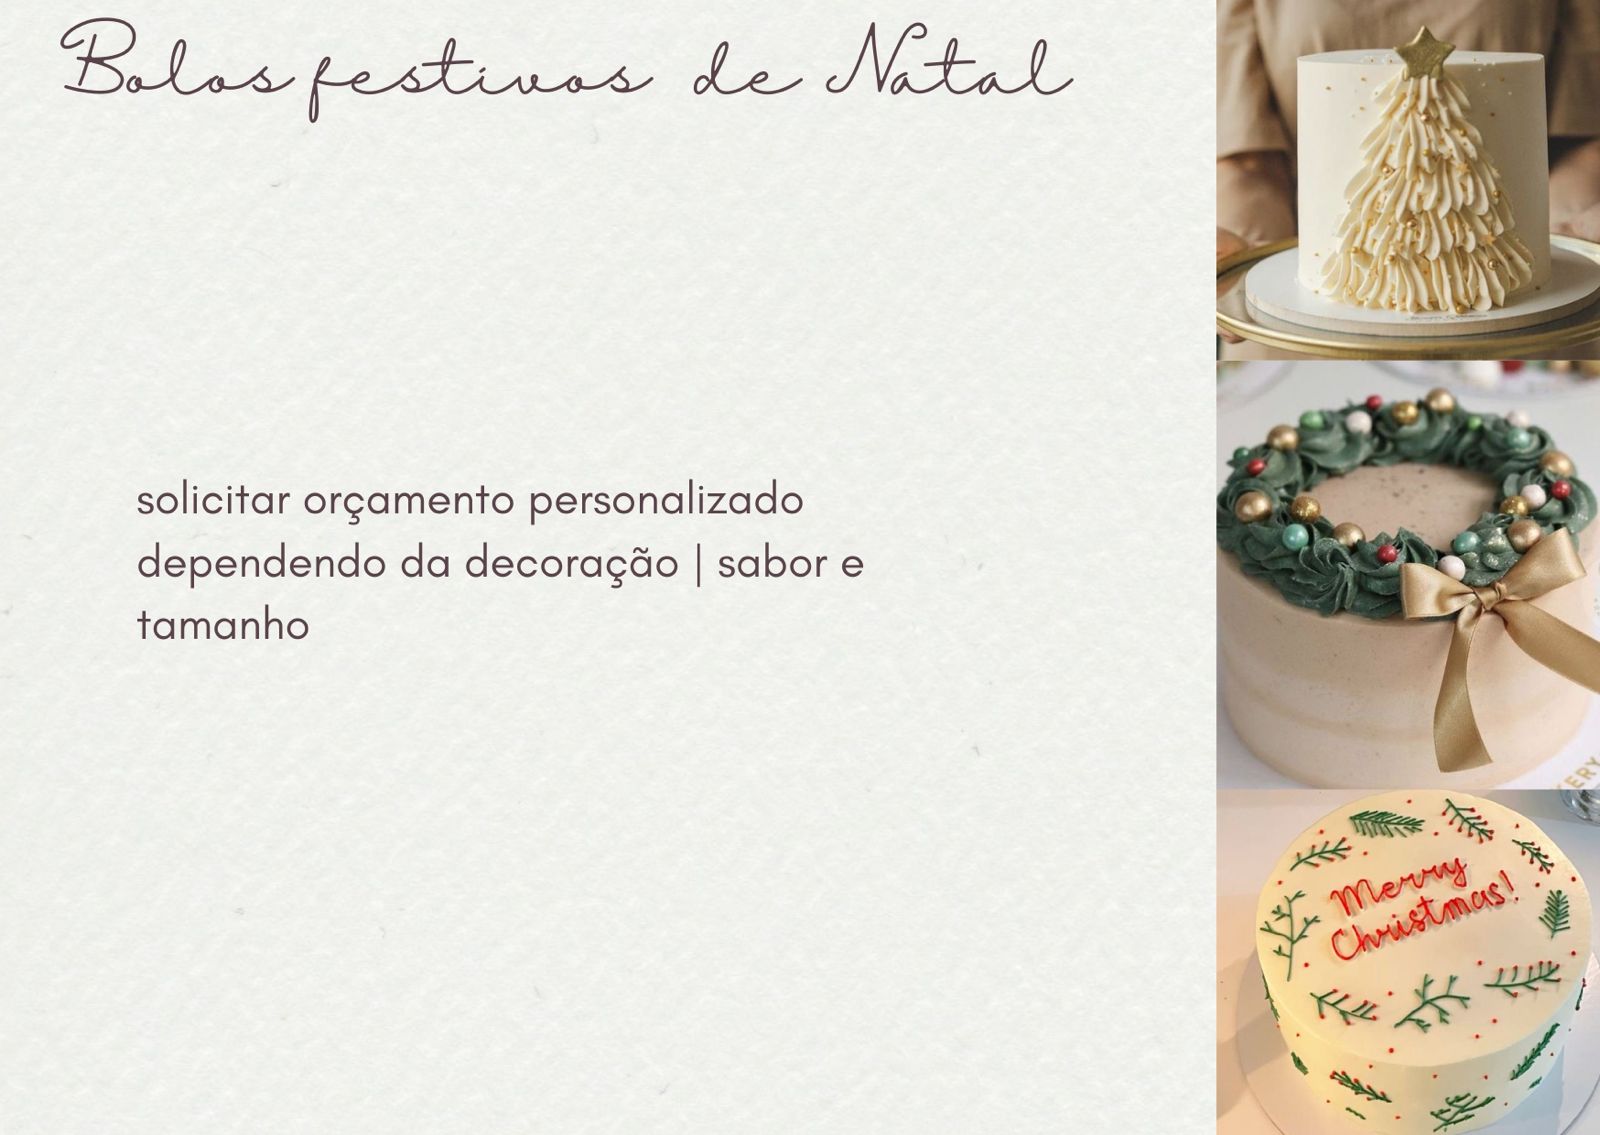 Bolos festivos de Natal
solicitar orçamento personalizado
dependendo da decoração | sabor e
tamanho
Merry
Christmas!